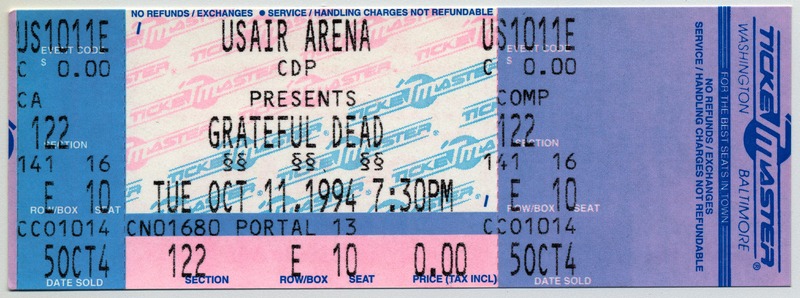 NO REFUNDS / EXCHANGES • SERVICE / HANDLING CHARGES NOT REFUNDABLE
US1011E
EVENT CODE
S
C 0.00
CA
122
SECTION
141 16
E 10
ROW/BOX SEAT
CC01014
5OCT4
DATE SOLD
USAIR ARENA
CDP
PRESENTS
GRATEFUL DEAD
§§ §§ §§
TUE OCT 11,1994 7:30PM
CN01680 PORTAL 13
122 E 10 0.00
SECTION ROW/BOX SEAT PRICE (TAX INCL)
US1011E
EVENT CODE
S
C 0.00
COMP
122
SECTION
141 16
E 10
ROW/BOX SEAT
CC01014
5OCT4
DATE SOLD
NO REFUNDS / EXCHANGES
SERVICE / HANDLING CHARGES NOT REFUNDABLE
FOR THE BEST SEATS IN TOWN
WASHINGTON BALTIMORE
TICKETMASTER®